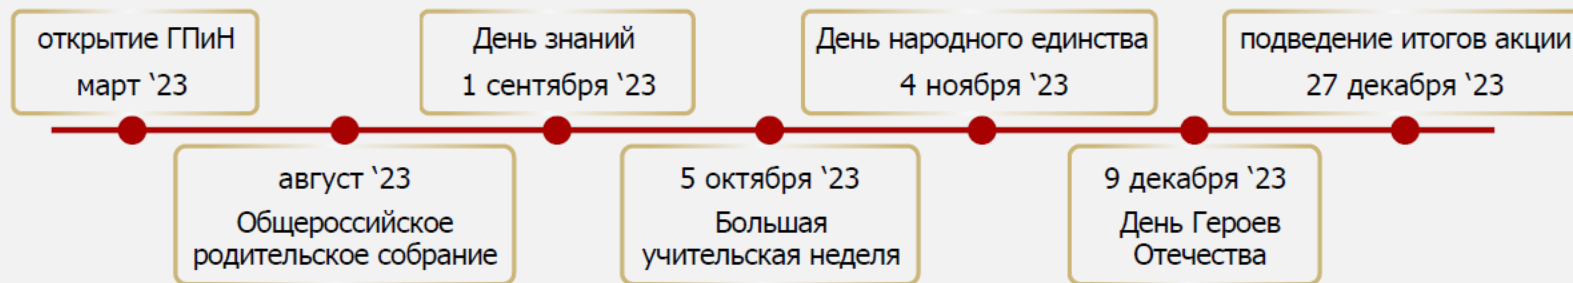 открытие ГПиН
март ‘23
август ‘23
Общероссийское
родительское собрание
День знаний
1 сентября ‘23
5 октября ‘23
Большая
учительская неделя
День народного единства
4 ноября ‘23
9 декабря ‘23
День Героев
Отечества
подведение итогов акции
27 декабря ‘23